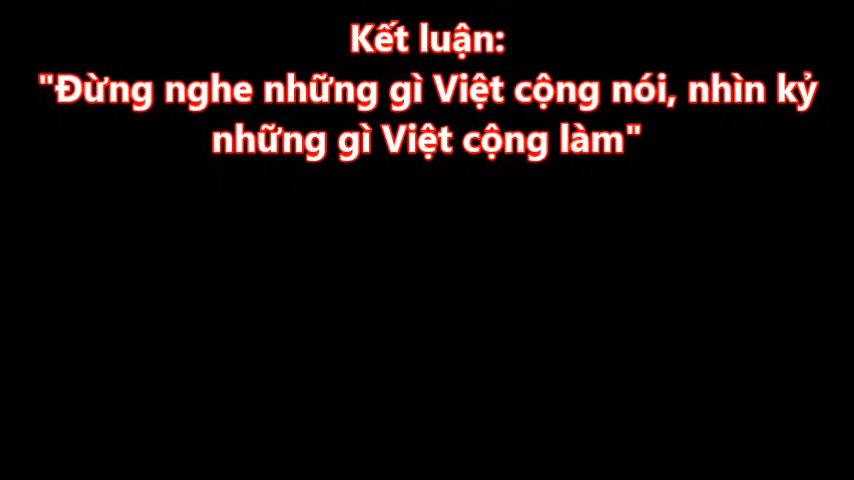 Kết luận:
"Đừng nghe những gì Việt cộng nói, nhìn kỷ
những gì Việt cộng làm"